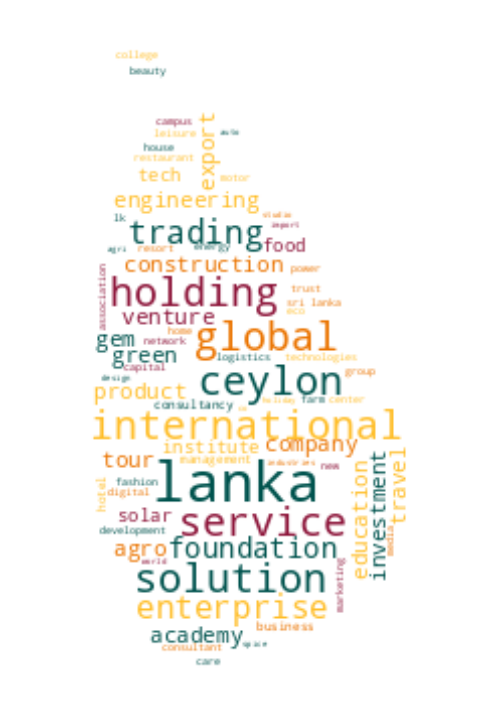 college
beauty
campus
export
leisure
auto
house
restaurant
tech
motor
engineering
lk
studio
import
trading
food
agri
resort
energy
construction
power
association
holding
trust
sri lanka
eco
venture
home
global
gem
network
green
logistics
technologies
capital
group
design
ceylon
product
holiday
farm
center
consultancy
international
institute
company
tour
management
industries
new
travel
lanka
education
investment
hotel
fashion
digital
solar
service
media
development
agro
foundation
world
solution
marketing
enterprise
business
academy
spice
consultant
care